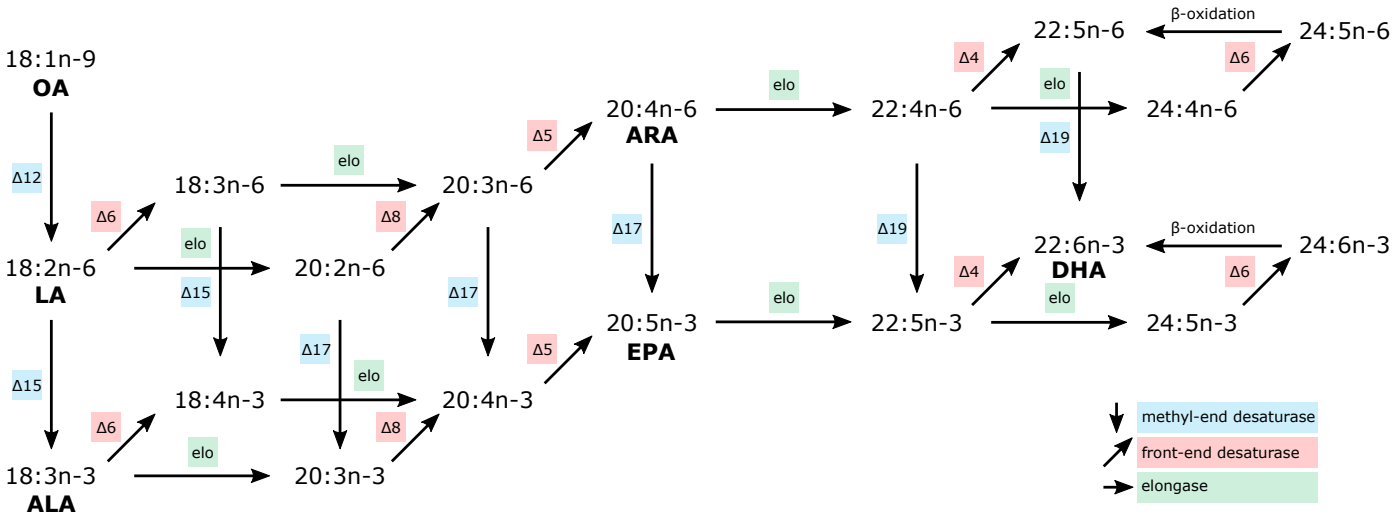 22:5n-6
β-oxidation
24:5n-6
18:1n-9
OA
Δ4
Δ6
elo
elo
20:4n-6
ARA
22:4n-6
24:4n-6
Δ5
Δ19
elo
Δ12
18:3n-6
20:3n-6
Δ6
Δ8
elo
Δ17
Δ19
β-oxidation
22:6n-3
DHA
24:6n-3
18:2n-6
LA
20:2n-6
Δ15
Δ17
Δ4
Δ6
elo
elo
20:5n-3
EPA
22:5n-3
24:5n-3
Δ17
Δ5
Δ15
elo
18:4n-3
20:4n-3
Δ6
Δ8
elo
18:3n-3
ALA
20:3n-3
methyl-end desaturase
front-end desaturase
elongase